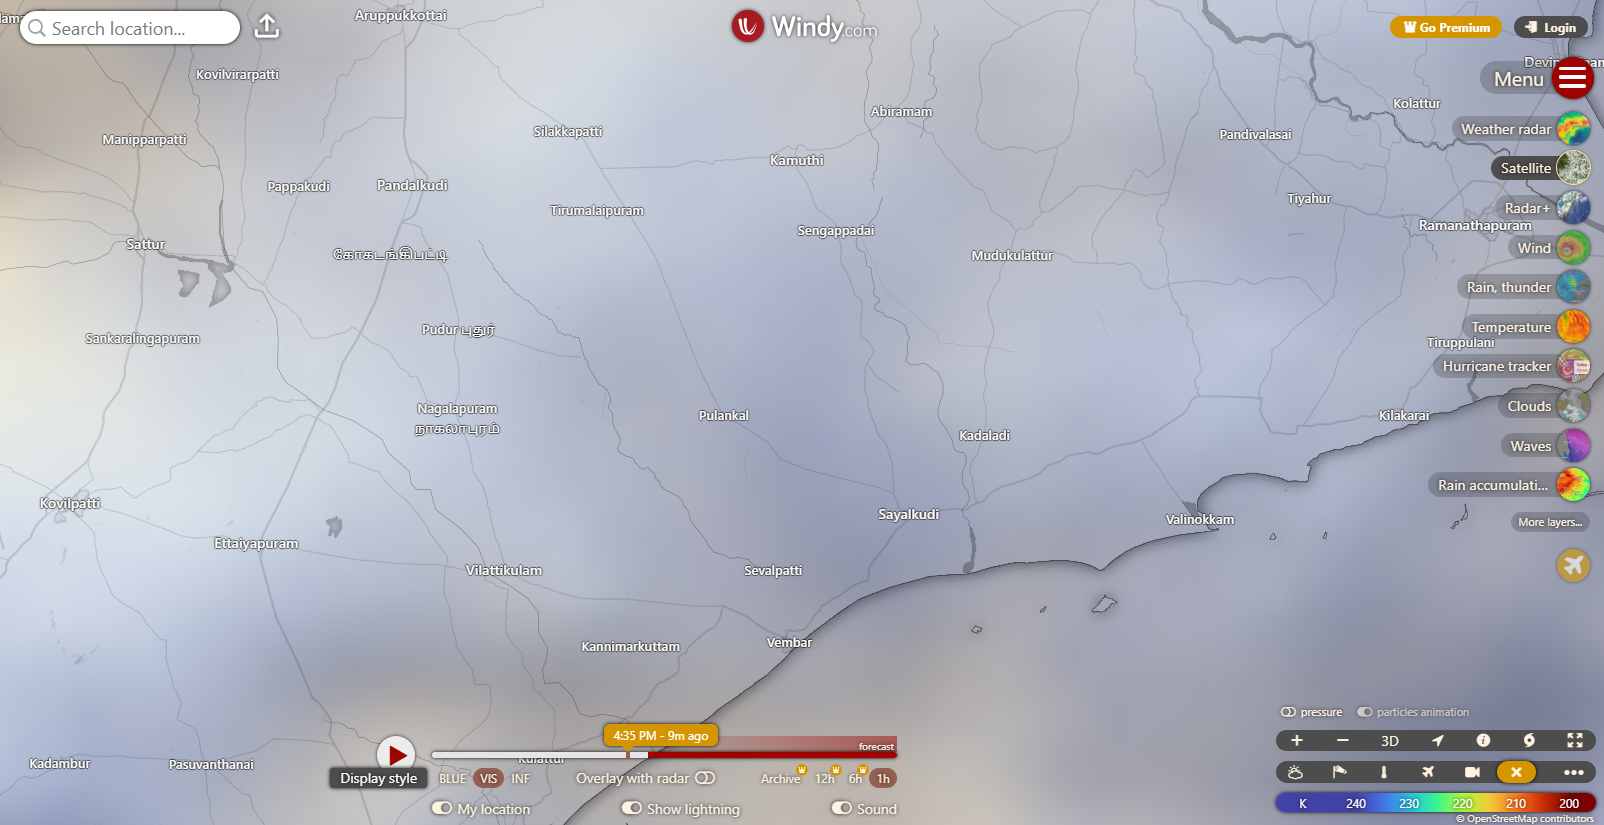 Search location...
Aruppukkottai
Windy.com
Go Premium
Login
Kovilvirarpatti
Menu
Abiramam
Kolattur
Manipparpatti
Silakkapatti
Pandivalasai
Weather radar
Kamuthi
Satellite
Pappakudi
Pandalkudi
Tirumalaipuram
Tiyahur
Radar+
Sengappadai
Ramanathapuram
Sattur
கோகடங்கிபட்டி
Mudukulattur
Wind
Rain, thunder
Pudur புதூர்
Temperature
Sankaralingapuram
Tiruppulani
Hurricane tracker
Nagalapuram
நாகலாபுரம்
Pulankal
Kilakarai
Clouds
Kadaladi
Waves
Rain accumulati...
Kovilpatti
Sayalkudi
Valinokkam
More layers...
Ettaiyapuram
Vilattikulam
Sevalpatti
Kannimarkuttam
Vembar
pressure
particles animation
4:35 PM - 9m ago
forecast
3D
Kadambur
Pasuvanthanai
Kulattur
Display style
BLUE VIS INF
Overlay with radar
Archive 12h 6h 1h
My location
Show lightning
Sound
K 240 230 220 210 200
© OpenStreetMap contributors